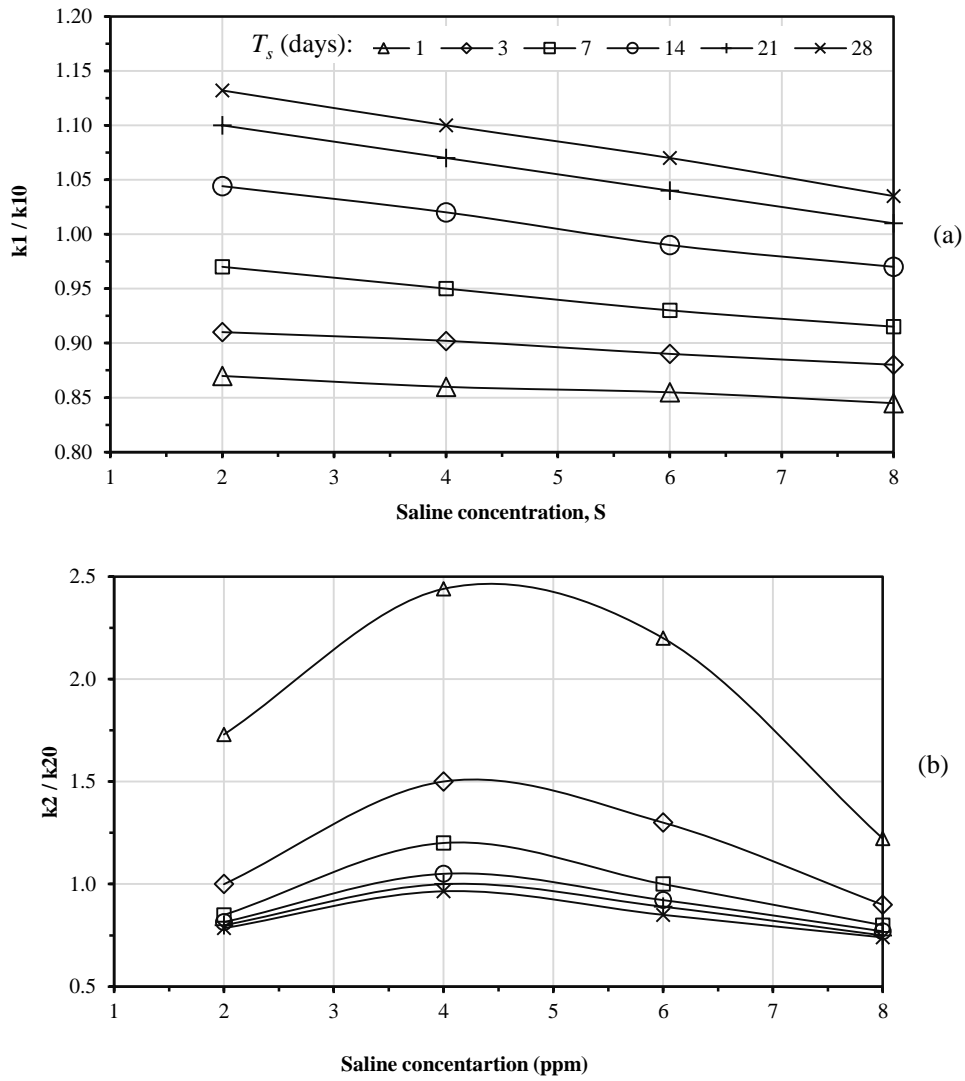 1.20
T_s (days): 1 3 7 14 21 28
1.15
1.10
1.05
1.00
0.95
0.90
0.85
0.80
k1 / k10
(a)
1 2 3 4 5 6 7 8
Saline concentration, S
2.5
2.0
1.5
1.0
0.5
k2 / k20
(b)
1 2 3 4 5 6 7 8
Saline concentartion (ppm)